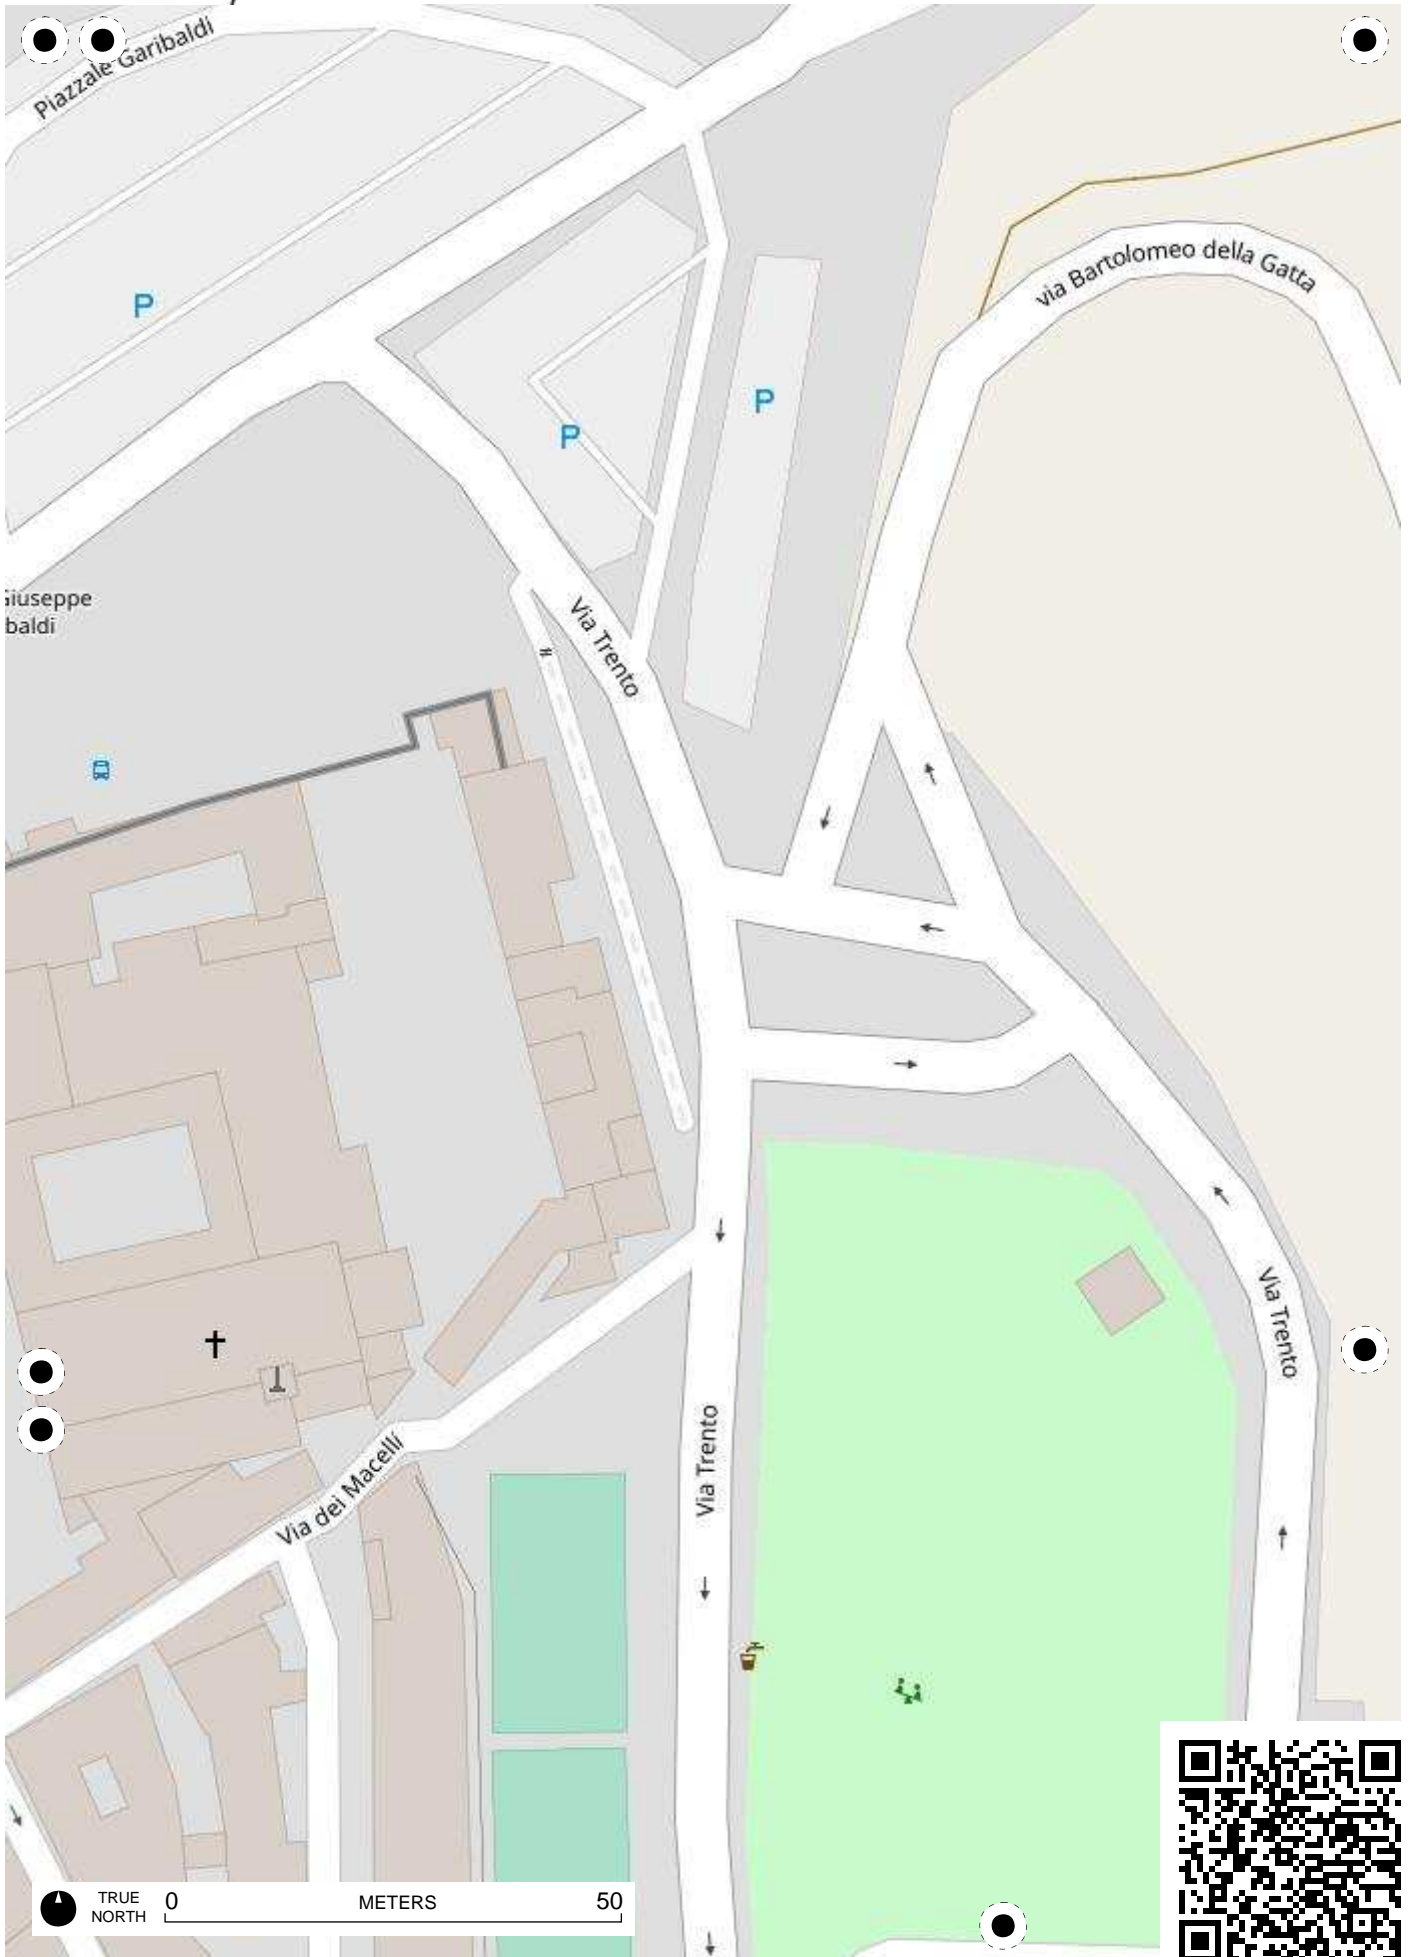 Piazzale Garibaldi
via Bartolomeo della Gatta
P
P
P
Giuseppe
baldi
Via Trento
Via Trento
Via Trento
Via dei Macelli
TRUE
NORTH
0 METERS 50